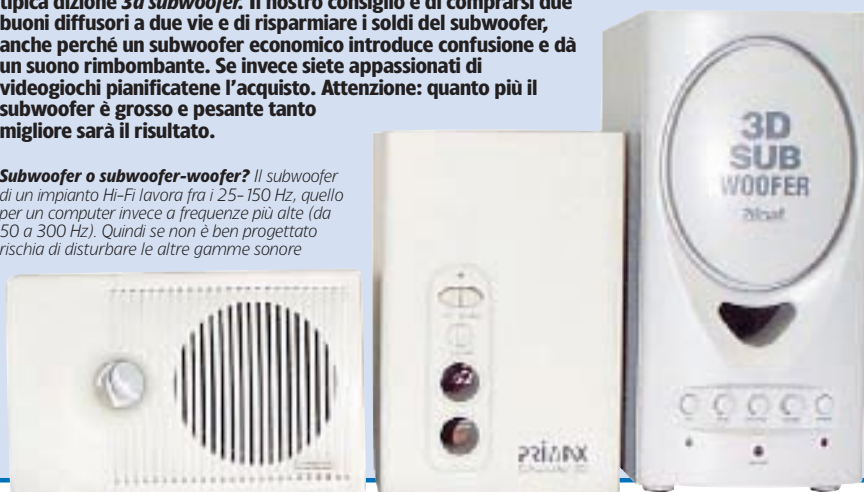 tipica dizione 3d subwoofer. Il nostro consiglio è di comprarsi due
buoni diffusori a due vie e di risparmiare i soldi del subwoofer,
anche perché un subwoofer economico introduce confusione e dà
un suono rimbombante. Se invece siete appassionati di
videogiochi pianificatene l'acquisto. Attenzione: quanto più il
subwoofer è grosso e pesante tanto
migliore sarà il risultato.
Subwoofer o subwoofer-woofer? Il subwoofer
di un impianto Hi-Fi lavora fra i 25-150 Hz, quello
per un computer invece a frequenze più alte (da
50 a 300 Hz). Quindi se non è ben progettato
rischia di disturbare le altre gamme sonore
3D
SUB
WOOFER
PRIMAX